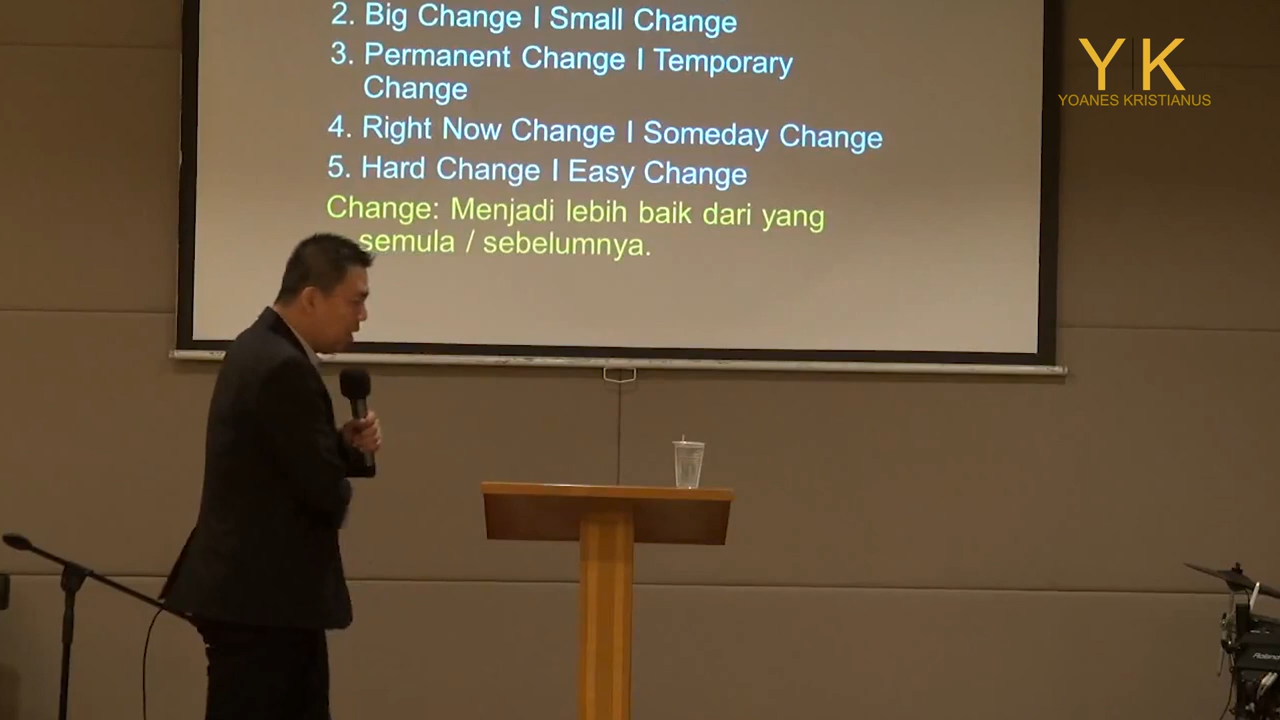 2. Big Change I Small Change
3. Permanent Change I Temporary
Change
4. Right Now Change I Someday Change
5. Hard Change I Easy Change
Change: Menjadi lebih baik dari yang
semula / sebelumnya.
Y K
YOANES KRISTIANUS
Roland